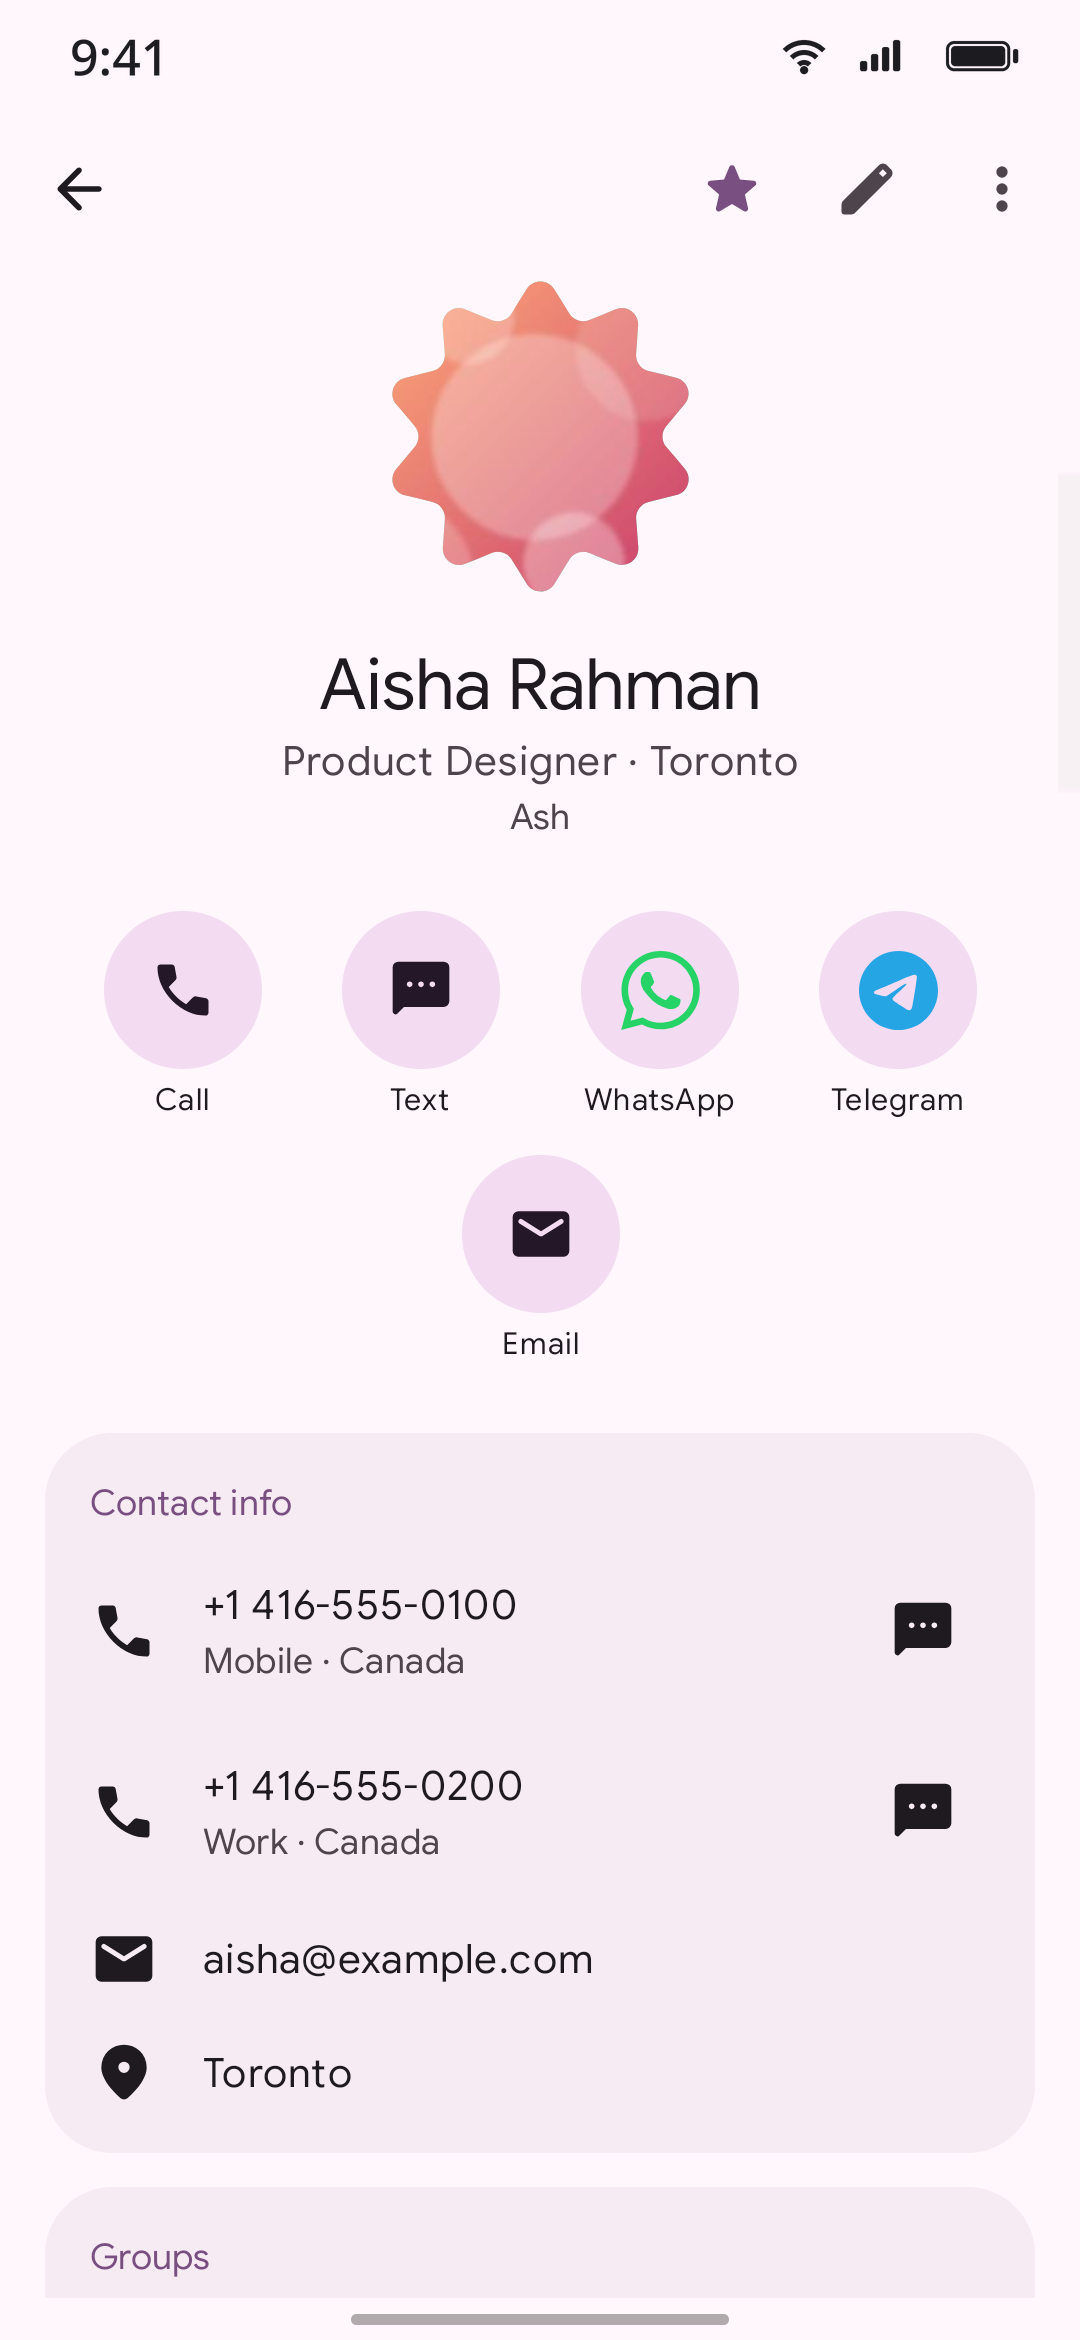 9:41
Aisha Rahman
Product Designer · Toronto
Ash
Call
Text
WhatsApp
Telegram
Email
Contact info
+1 416-555-0100
Mobile · Canada
+1 416-555-0200
Work · Canada
aisha@example.com
Toronto
Groups